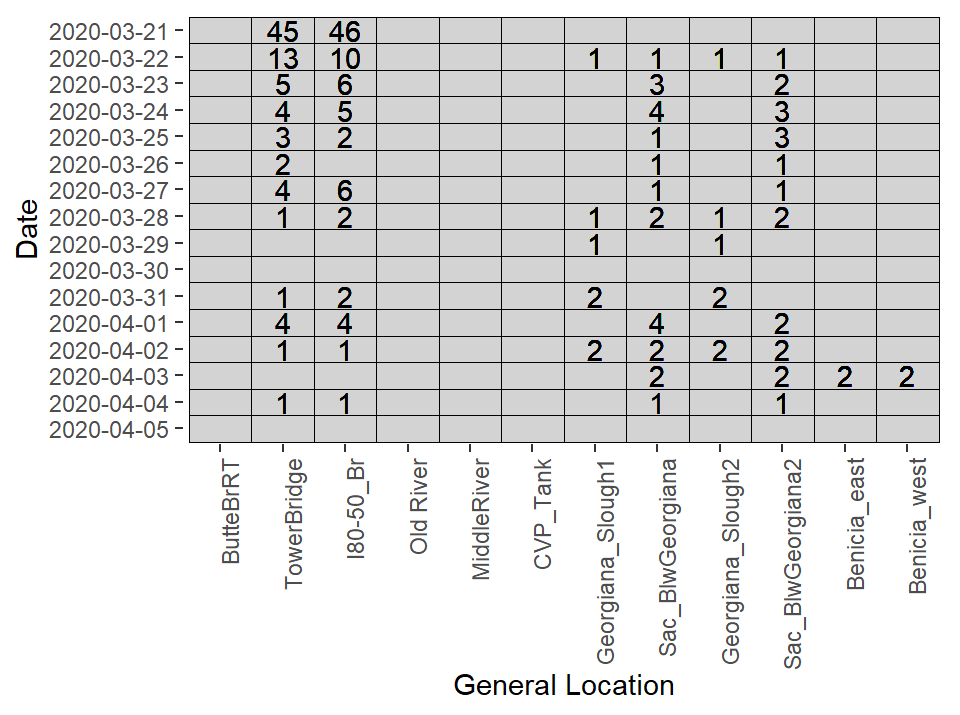 2020-03-21 45 46
2020-03-22 13 10 1 1 1 1
2020-03-23 5 6 3 2
2020-03-24 4 5 4 3
2020-03-25 3 2 1 3
2020-03-26 2 1 1
2020-03-27 4 6 1 1
2020-03-28 1 2 1 2 1 2
2020-03-29 1 1
2020-03-30
2020-03-31 1 2 2 2
2020-04-01 4 4 4 2
2020-04-02 1 1 2 2 2 2
2020-04-03 2 2 2 2
2020-04-04 1 1 1 1
2020-04-05
Date
ButteBrRT
TowerBridge
I80-50_Br
Old River
MiddleRiver
CVP_Tank
Georgiana_Slough1
Sac_BlwGeorgiana
Georgiana_Slough2
Sac_BlwGeorgiana2
Benicia_east
Benicia_west
General Location